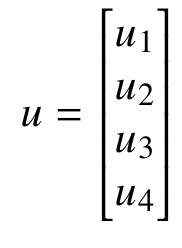 u = [u₁
u₂
u₃
u₄]